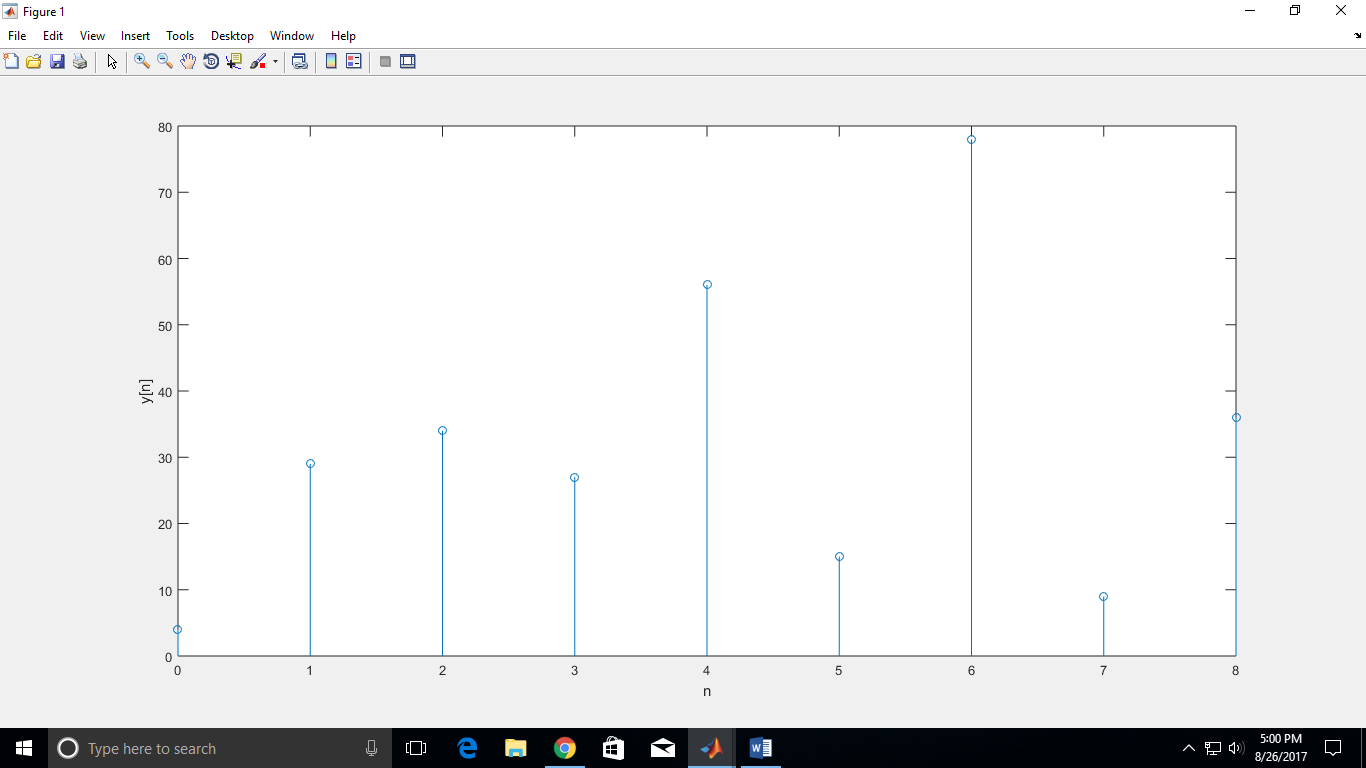 Figure 1
File Edit View Insert Tools Desktop Window Help
80
70
60
50
40
30
20
10
0
y[n]
0 1 2 3 4 5 6 7 8
n
Type here to search
5:00 PM
8/26/2017